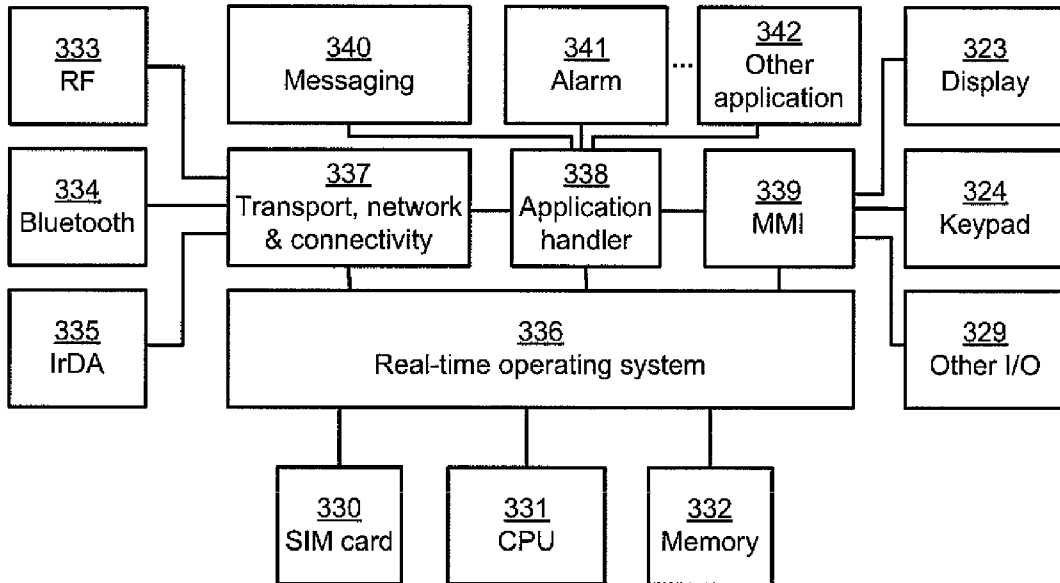 333
RF
340
Messaging
341
Alarm
...
342
Other
application
323
Display
334
Bluetooth
337
Transport, network
& connectivity
338
Application
handler
339
MMI
324
Keypad
335
IrDA
336
Real-time operating system
329
Other I/O
330
SIM card
331
CPU
332
Memory